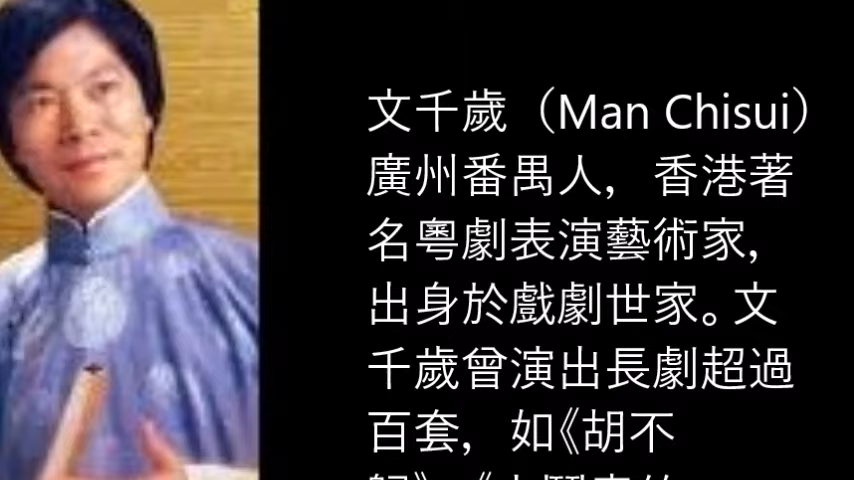 文千歲（Man Chisui）
廣州番禺人，香港著
名粵劇表演藝術家，
出身於戲劇世家。文
千歲曾演出長劇超過
百套，如《胡不